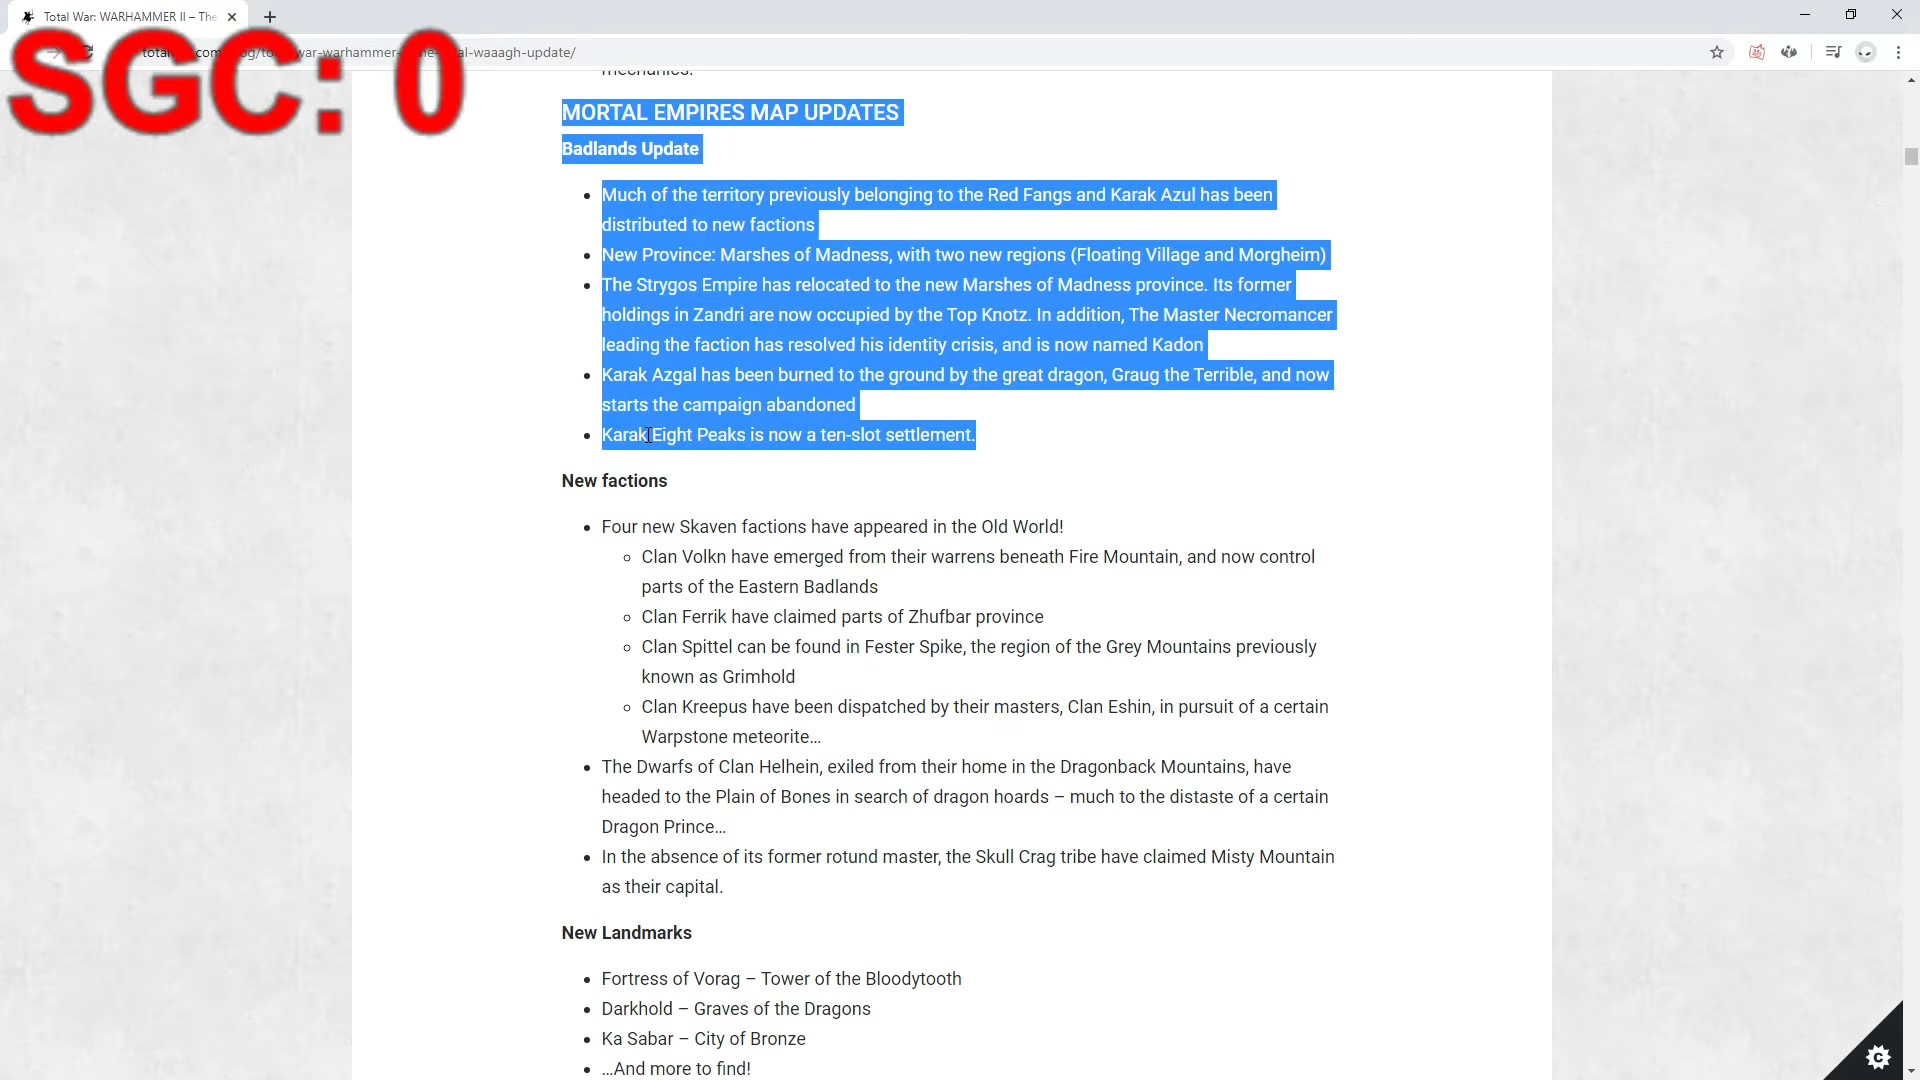 Total War: WARHAMMER II – The
SGC: 0
mechanics.
MORTAL EMPIRES MAP UPDATES
Badlands Update
Much of the territory previously belonging to the Red Fangs and Karak Azul has been
distributed to new factions
New Province: Marshes of Madness, with two new regions (Floating Village and Morgheim)
The Strygos Empire has relocated to the new Marshes of Madness province. Its former
holdings in Zandri are now occupied by the Top Knotz. In addition, The Master Necromancer
leading the faction has resolved his identity crisis, and is now named Kadon
Karak Azgal has been burned to the ground by the great dragon, Graug the Terrible, and now
starts the campaign abandoned
Karak Eight Peaks is now a ten-slot settlement.
New factions
Four new Skaven factions have appeared in the Old World!
Clan Volkn have emerged from their warrens beneath Fire Mountain, and now control
parts of the Eastern Badlands
Clan Ferrik have claimed parts of Zhufbar province
Clan Spittel can be found in Fester Spike, the region of the Grey Mountains previously
known as Grimhold
Clan Kreepus have been dispatched by their masters, Clan Eshin, in pursuit of a certain
Warpstone meteorite…
The Dwarfs of Clan Helhein, exiled from their home in the Dragonback Mountains, have
headed to the Plain of Bones in search of dragon hoards – much to the distaste of a certain
Dragon Prince…
In the absence of its former rotund master, the Skull Crag tribe have claimed Misty Mountain
as their capital.
New Landmarks
Fortress of Vorag – Tower of the Bloodytooth
Darkhold – Graves of the Dragons
Ka Sabar – City of Bronze
…And more to find!